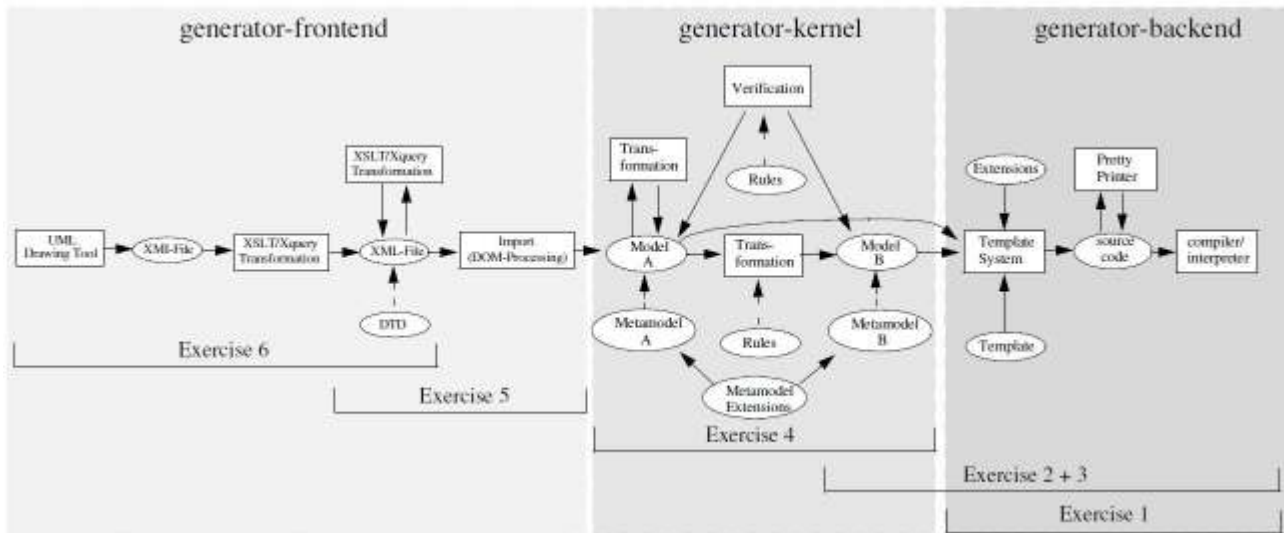 generator-frontend
generator-kernel
generator-backend
Verification
XSLT/Xquery
Transformation
Trans-
formation
Rules
Extensions
Pretty
Printer
UML
Drawing Tool
XMI-File
XSLT/Xquery
Transformation
XML-File
Import
(DOM-Processing)
Model
A
Trans-
formation
Model
B
Template
System
source
code
compiler/
interpreter
DTD
Metamodel
A
Rules
Metamodel
B
Template
Exercise 6
Exercise 5
Metamodel
Extensions
Exercise 4
Exercise 2 + 3
Exercise 1